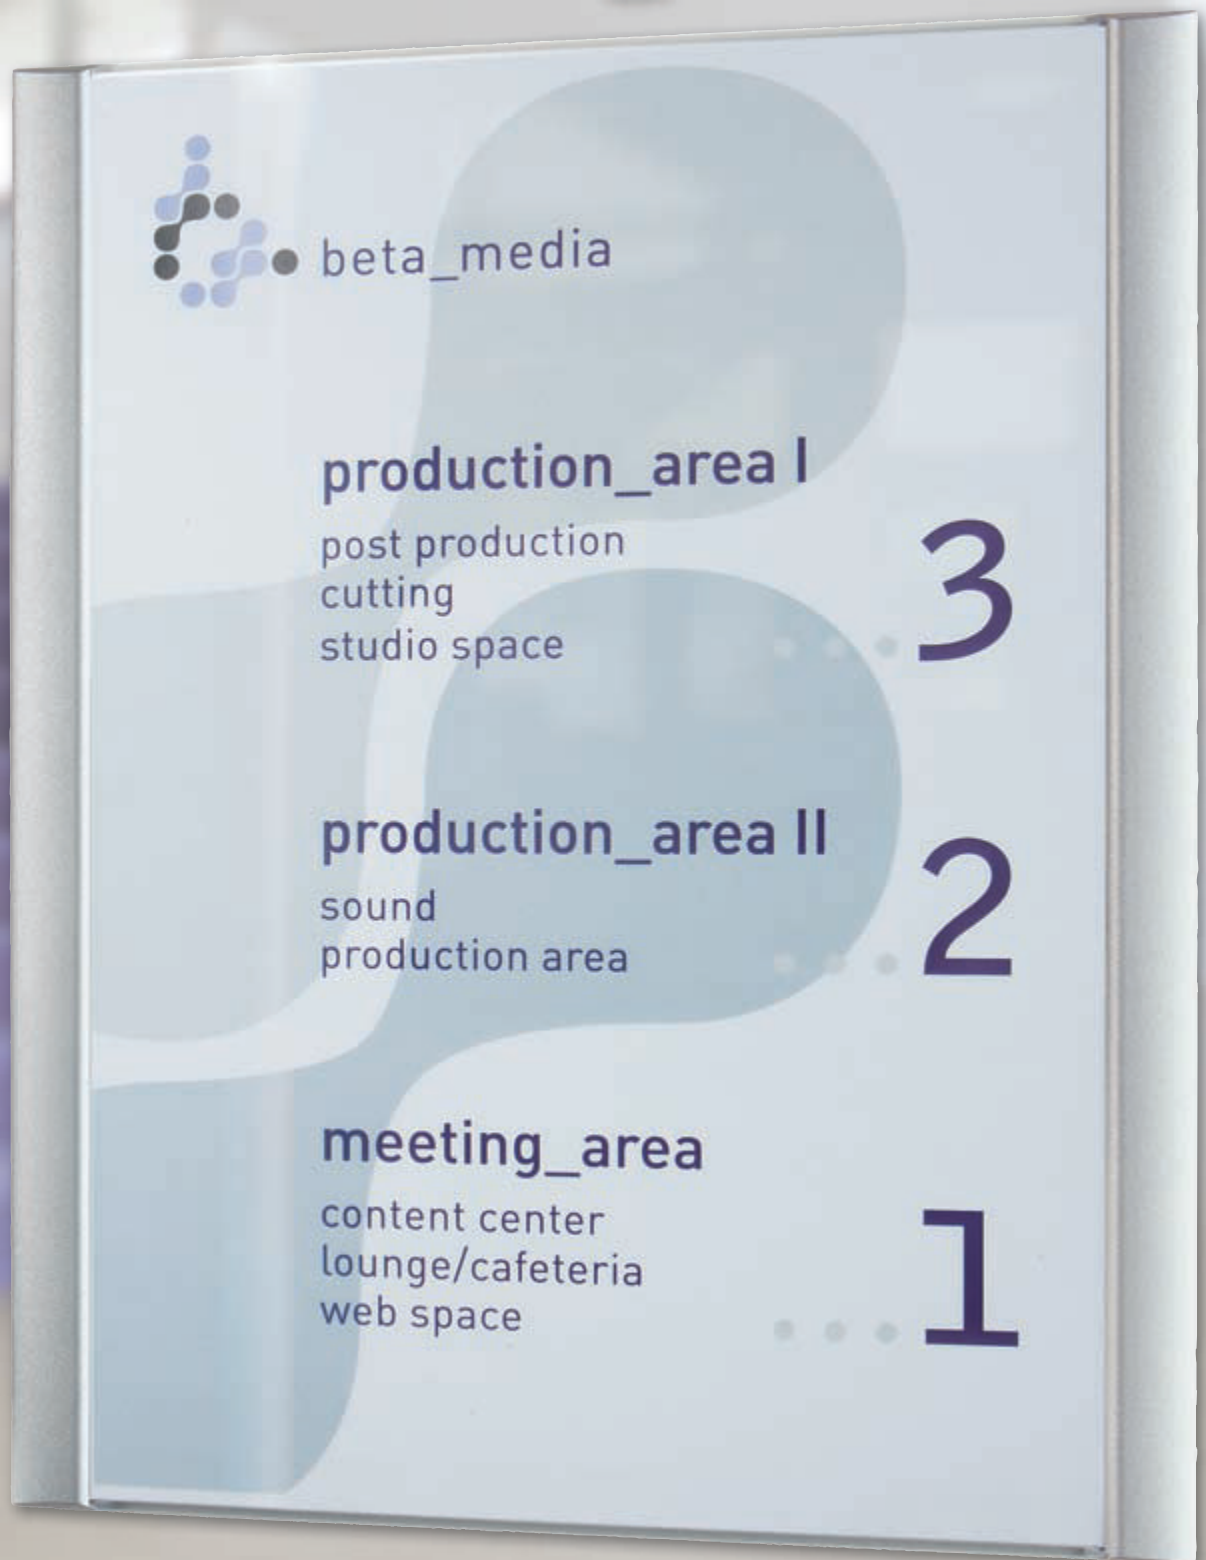 beta_media
production_area I
post production
cutting
studio space
3
production_area II
sound
production area
2
meeting_area
content center
lounge/cafeteria
web space
1